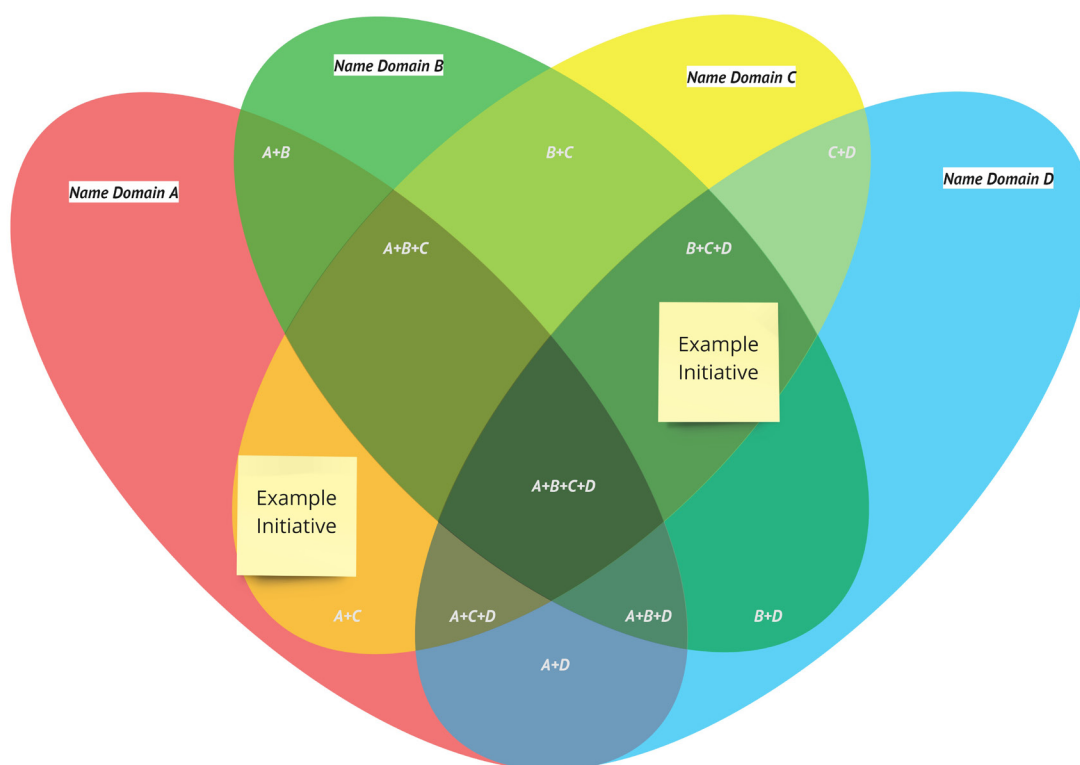 Name Domain B
Name Domain C
A+B
B+C
C+D
Name Domain A
Name Domain D
A+B+C
B+C+D
Example
Initiative
A+B+C+D
Example
Initiative
A+C
A+C+D
A+B+D
B+D
A+D